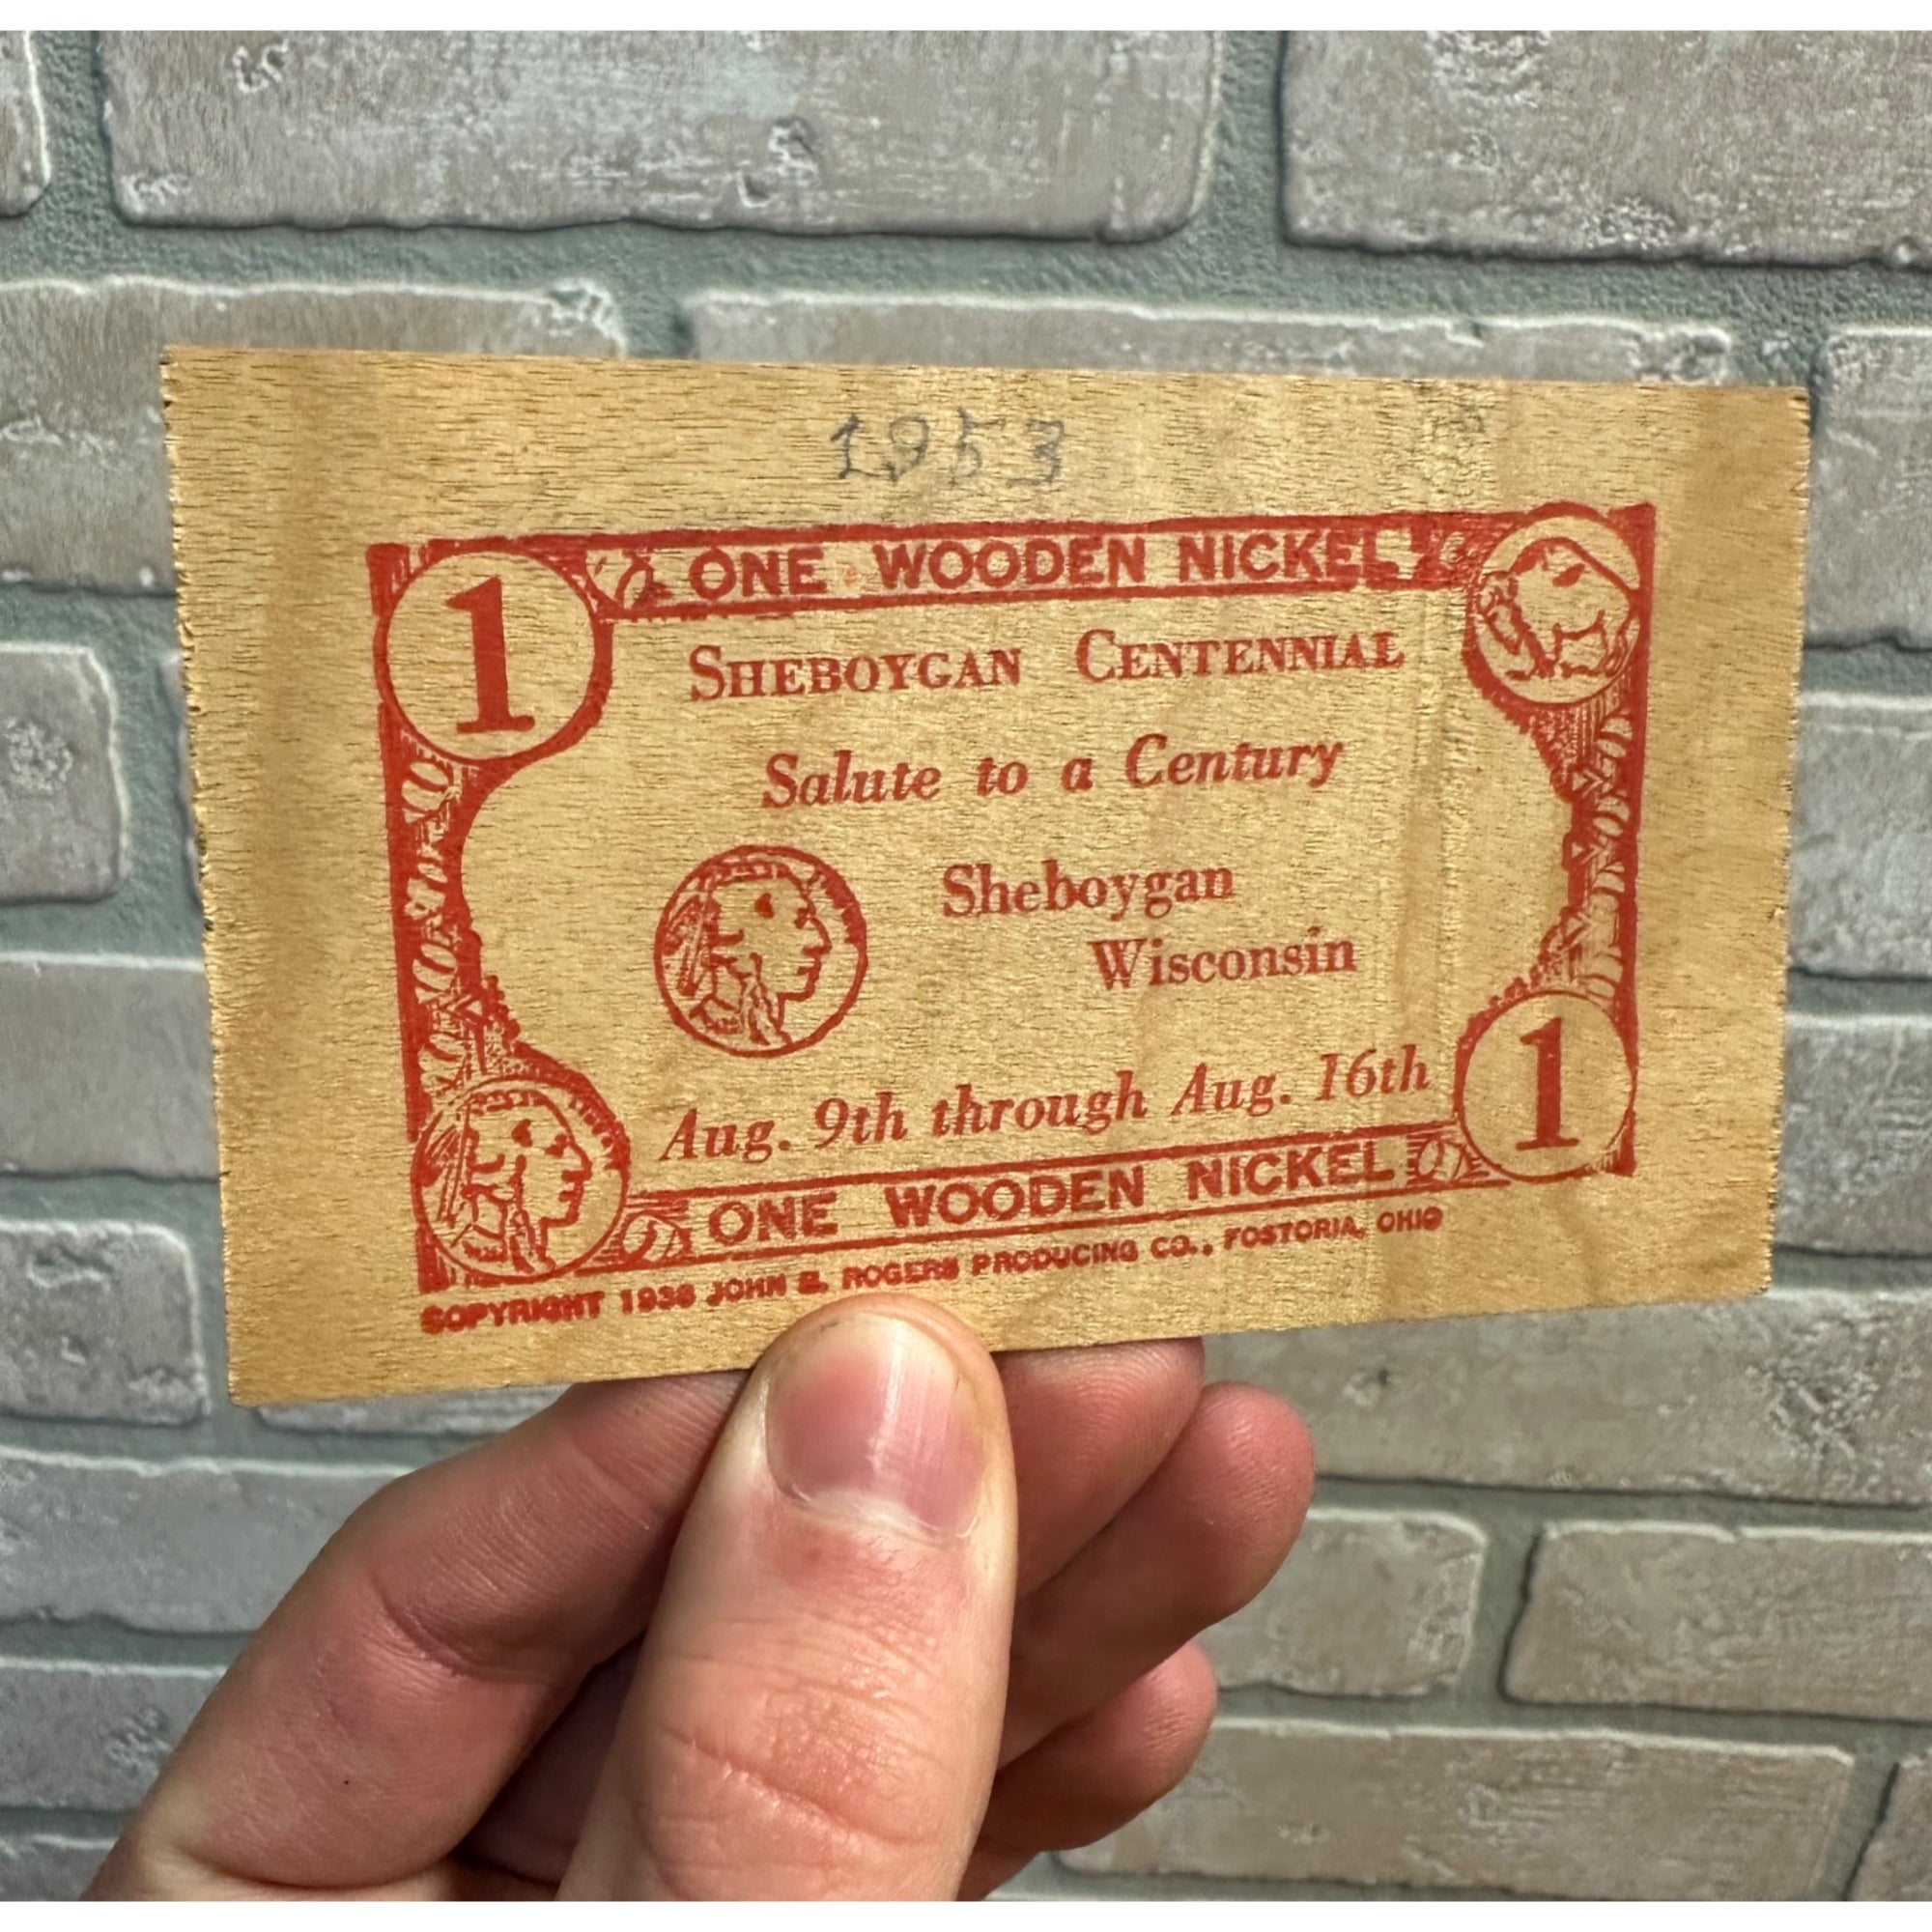 1953
1
ONE WOODEN NICKEL
SHEBOYGAN CENTENNIAL
Salute to a Century
Sheboygan
Wisconsin
Aug. 9th through Aug. 16th
1
ONE WOODEN NICKEL
COPYRIGHT 1936 JOHN B. ROGERS PRODUCING CO., FOSTORIA, OHIO